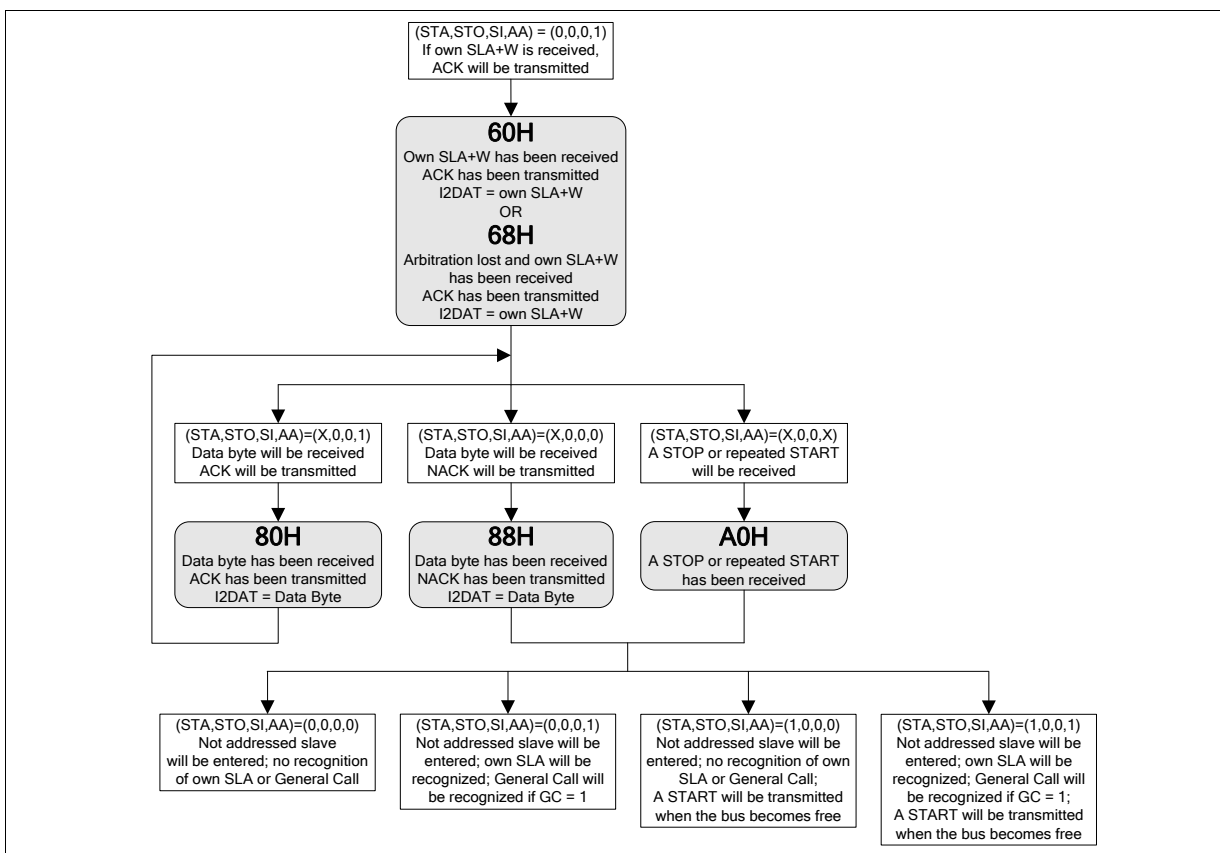 (STA,STO,SI,AA) = (0,0,0,1)
If own SLA+W is received,
ACK will be transmitted
60H
Own SLA+W has been received
ACK has been transmitted
I2DAT = own SLA+W
OR
68H
Arbitration lost and own SLA+W
has been received
ACK has been transmitted
I2DAT = own SLA+W
(STA,STO,SI,AA)=(X,0,0,1)
Data byte will be received
ACK will be transmitted
(STA,STO,SI,AA)=(X,0,0,0)
Data byte will be received
NACK will be transmitted
(STA,STO,SI,AA)=(X,0,0,X)
A STOP or repeated START
will be received
80H
Data byte has been received
ACK has been transmitted
I2DAT = Data Byte
88H
Data byte has been received
NACK has been transmitted
I2DAT = Data Byte
A0H
A STOP or repeated START
has been received
(STA,STO,SI,AA)=(0,0,0,0)
Not addressed slave
will be entered; no recognition
of own SLA or General Call
(STA,STO,SI,AA)=(0,0,0,1)
Not addressed slave will be
entered; own SLA will be
recognized; General Call will
be recognized if GC = 1
(STA,STO,SI,AA)=(1,0,0,0)
Not addressed slave will be
entered; no recognition of own
SLA or General Call;
A START will be transmitted
when the bus becomes free
(STA,STO,SI,AA)=(1,0,0,1)
Not addressed slave will be
entered; own SLA will be
recognized; General Call will
be recognized if GC = 1;
A START will be transmitted
when the bus becomes free